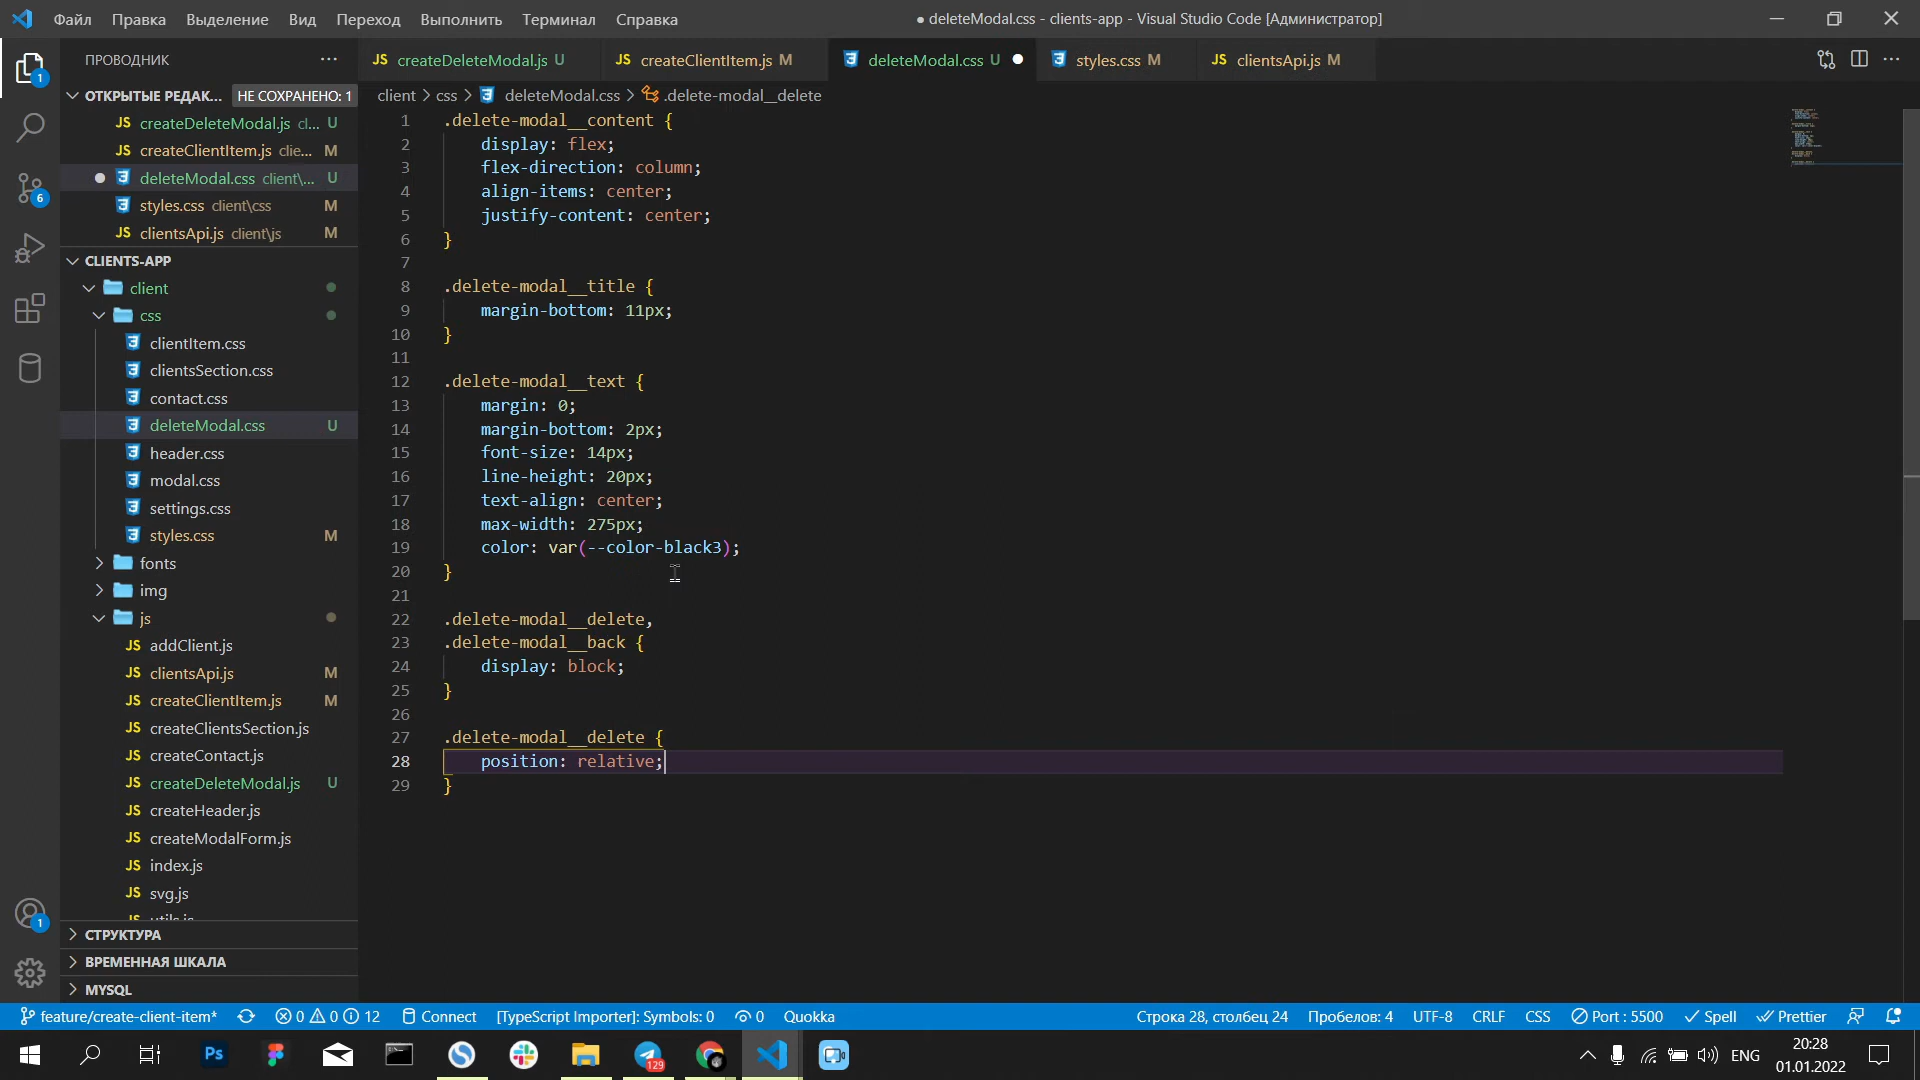 Файл Правка Выделение Вид Переход Выполнить Терминал Справка
● deleteModal.css - clients-app - Visual Studio Code [Администратор]
ПРОВОДНИК
JS createDeleteModal.js U
JS createClientItem.js M
deleteModal.css U
styles.css M
JS clientsApi.js M
ОТКРЫТЫЕ РЕДАК... НЕ СОХРАНЕНО: 1
JS createDeleteModal.js cl... U
JS createClientItem.js clie... M
deleteModal.css client\... U
styles.css client\css M
JS clientsApi.js client\js M
CLIENTS-APP
client
css
clientItem.css
clientsSection.css
contact.css
deleteModal.css U
header.css
modal.css
settings.css
styles.css M
fonts
img
js
JS addClient.js
JS clientsApi.js M
JS createClientItem.js M
JS createClientsSection.js
JS createContact.js
JS createDeleteModal.js U
JS createHeader.js
JS createModalForm.js
JS index.js
JS svg.js
JS utils.js
СТРУКТУРА
ВРЕМЕННАЯ ШКАЛА
MYSQL
1
6
1
client > css > deleteModal.css > .delete-modal__delete
1 .delete-modal__content {
2 display: flex;
3 flex-direction: column;
4 align-items: center;
5 justify-content: center;
6 }
7
8 .delete-modal__title {
9 margin-bottom: 11px;
10 }
11
12 .delete-modal__text {
13 margin: 0;
14 margin-bottom: 2px;
15 font-size: 14px;
16 line-height: 20px;
17 text-align: center;
18 max-width: 275px;
19 color: var(--color-black3);
20 }
21
22 .delete-modal__delete,
23 .delete-modal__back {
24 display: block;
25 }
26
27 .delete-modal__delete {
28 position: relative;
29 }
feature/create-client-item* 0 0 12 Connect [TypeScript Importer]: Symbols: 0 0 Quokka
Строка 28, столбец 24 Пробелов: 4 UTF-8 CRLF CSS Port : 5500 Spell Prettier
Ps
129
ENG
20:28
01.01.2022